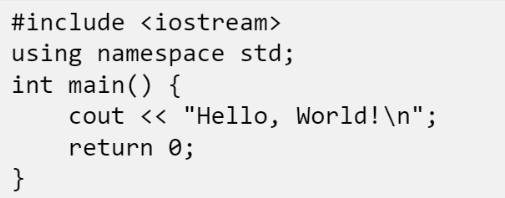 #include <iostream>
using namespace std;
int main() {
    cout << "Hello, World!\n";
    return 0;
}